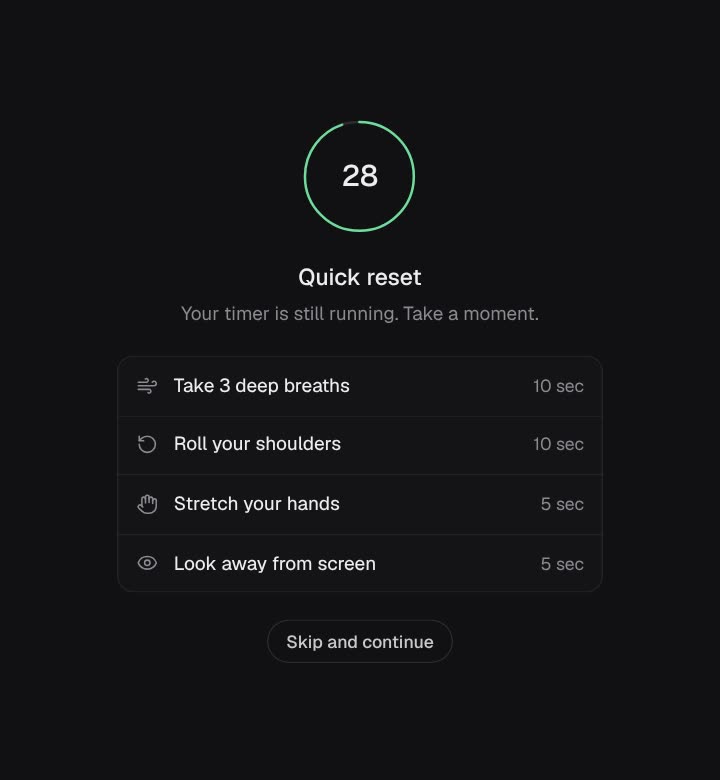 28
Quick reset
Your timer is still running. Take a moment.
Take 3 deep breaths 10 sec
Roll your shoulders 10 sec
Stretch your hands 5 sec
Look away from screen 5 sec
Skip and continue